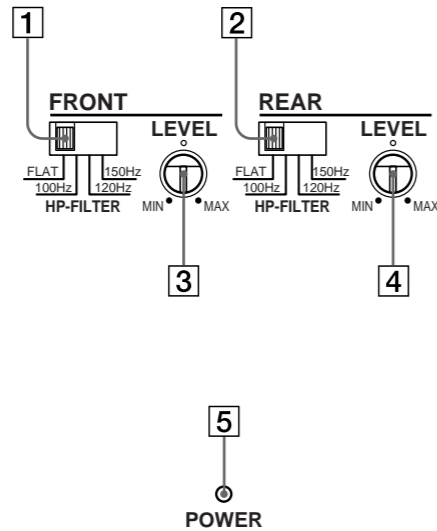 1 2
FRONT REAR
LEVEL LEVEL
FLAT 150Hz FLAT 150Hz
100Hz 120Hz 100Hz 120Hz
HP-FILTER MIN MAX HP-FILTER MIN MAX
3 4
5
POWER